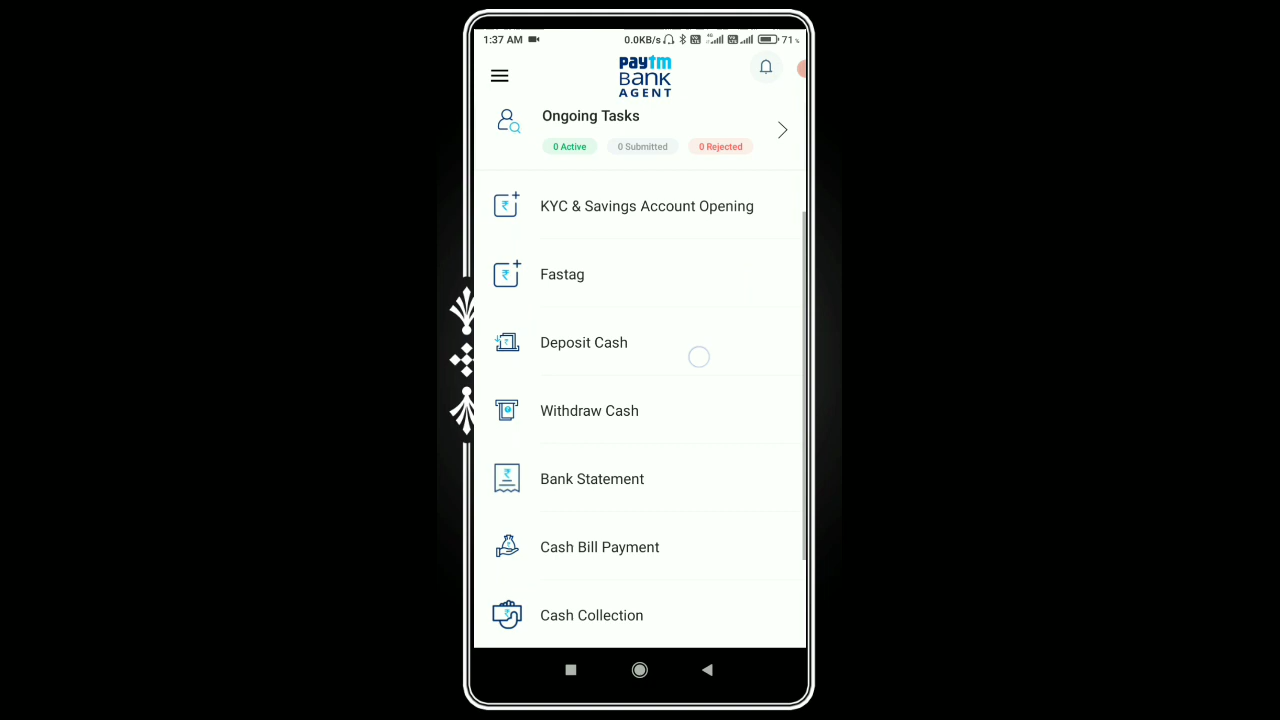 1:37 AM 0.0KB/s 4G 71%
paytm
BANK
AGENT
Ongoing Tasks
0 Active 0 Submitted 0 Rejected
KYC & Savings Account Opening
Fastag
Deposit Cash
Withdraw Cash
Bank Statement
Cash Bill Payment
Cash Collection